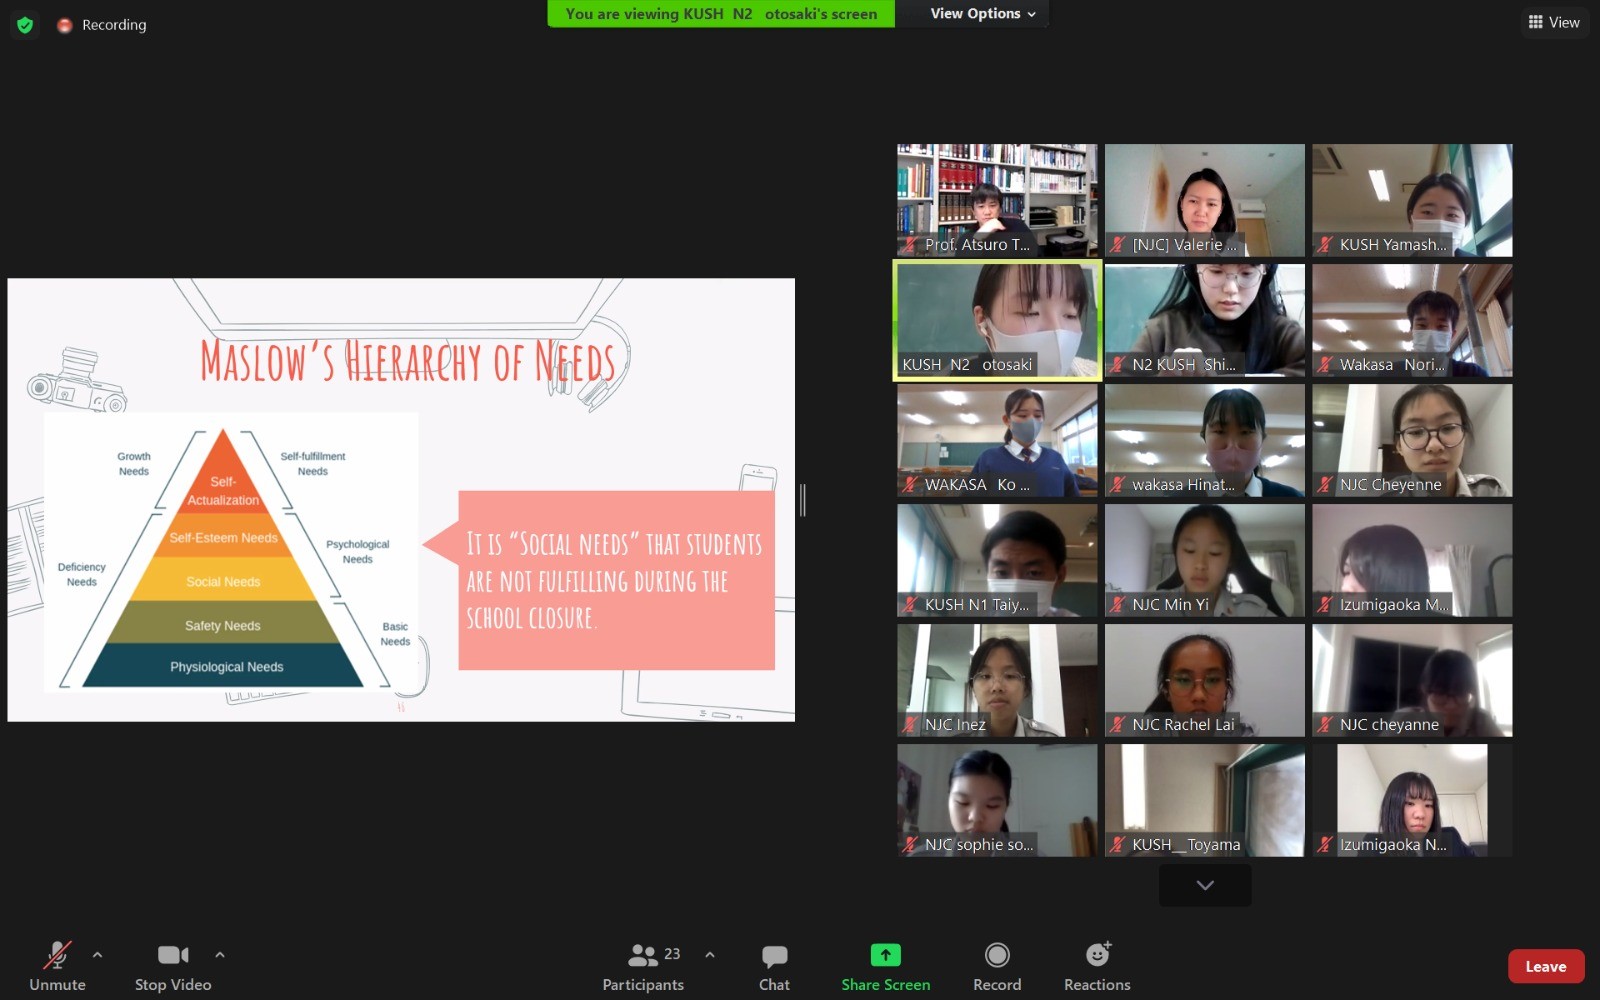 Recording
You are viewing KUSH N2 otosaki's screen
View Options
View
Maslow's Hierarchy of Needs
Growth
Needs
Self-fulfillment
Needs
Self-
Actualization
Self-Esteem Needs
Psychological
Needs
Deficiency
Needs
Social Needs
Safety Needs
Basic
Needs
Physiological Needs
It is “Social needs” that students
are not fulfilling during the
school closure.
Prof. Atsuro T...
[NJC] Valerie ...
KUSH Yamash...
KUSH N2 otosaki
N2 KUSH Shi...
Wakasa Nori...
WAKASA Ko ...
wakasa Hinat...
NJC Cheyenne
KUSH N1 Taiy...
NJC Min Yi
Izumigaoka M...
NJC Inez
NJC Rachel Lai
NJC cheyanne
NJC sophie so...
KUSH__Toyama
Izumigaoka N...
Unmute
Stop Video
23
Participants
Chat
Share Screen
Record
Reactions
Leave